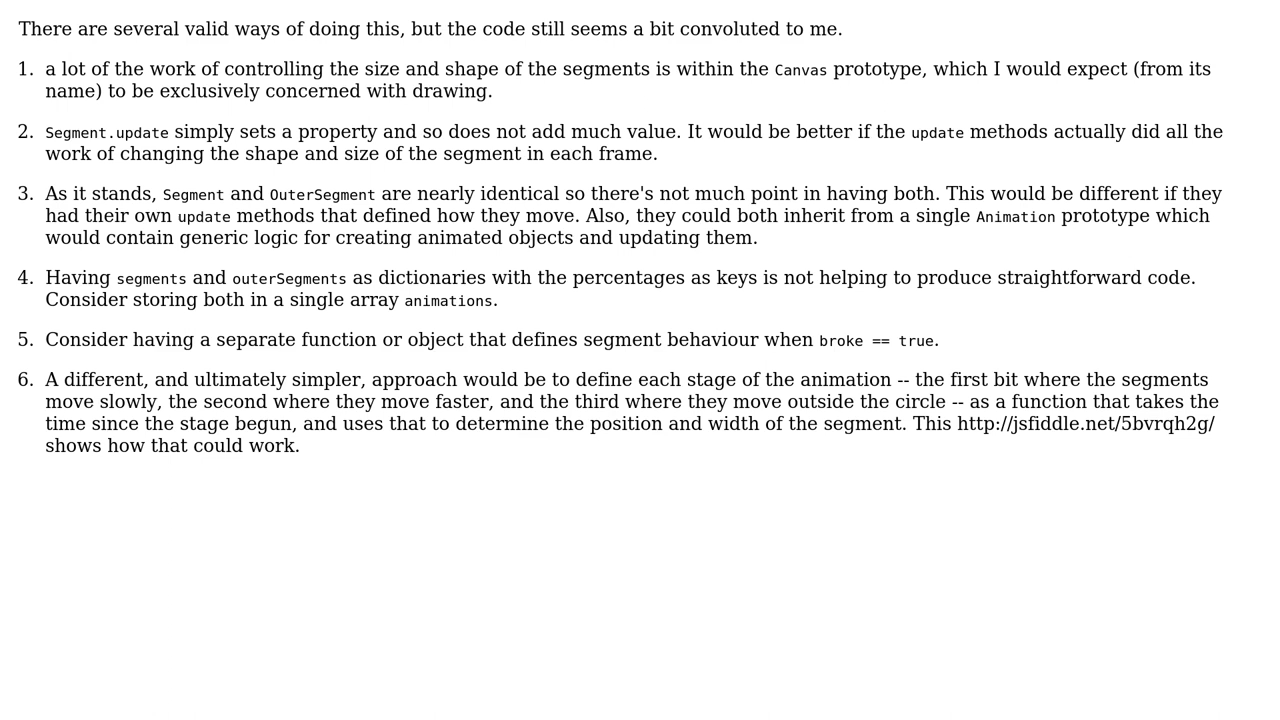 There are several valid ways of doing this, but the code still seems a bit convoluted to me.
1. a lot of the work of controlling the size and shape of the segments is within the Canvas prototype, which I would expect (from its
name) to be exclusively concerned with drawing.
2. Segment.update simply sets a property and so does not add much value. It would be better if the update methods actually did all the
work of changing the shape and size of the segment in each frame.
3. As it stands, Segment and OuterSegment are nearly identical so there's not much point in having both. This would be different if they
had their own update methods that defined how they move. Also, they could both inherit from a single Animation prototype which
would contain generic logic for creating animated objects and updating them.
4. Having segments and outerSegments as dictionaries with the percentages as keys is not helping to produce straightforward code.
Consider storing both in a single array animations.
5. Consider having a separate function or object that defines segment behaviour when broke == true.
6. A different, and ultimately simpler, approach would be to define each stage of the animation -- the first bit where the segments
move slowly, the second where they move faster, and the third where they move outside the circle -- as a function that takes the
time since the stage begun, and uses that to determine the position and width of the segment. This http://jsfiddle.net/5bvrqh2g/
shows how that could work.